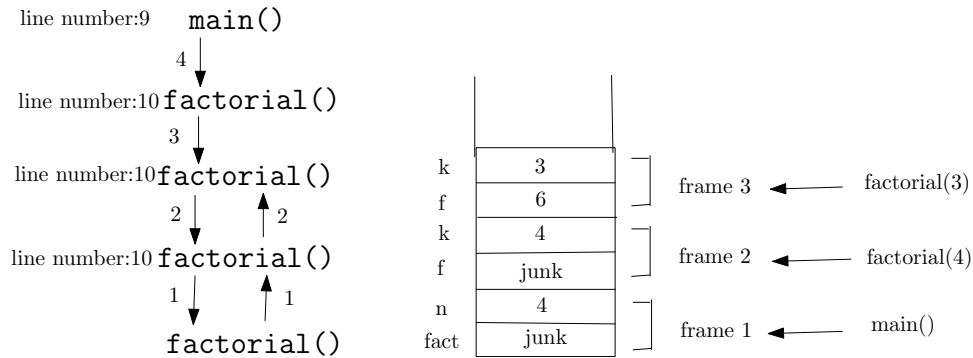 line number:9 main()
4
line number:10 factorial()
3
line number:10 factorial()
2 2
line number:10 factorial()
1 1
factorial()
k 3
f 6
frame 3 factorial(3)
k 4
f junk
frame 2 factorial(4)
n 4
fact junk
frame 1 main()